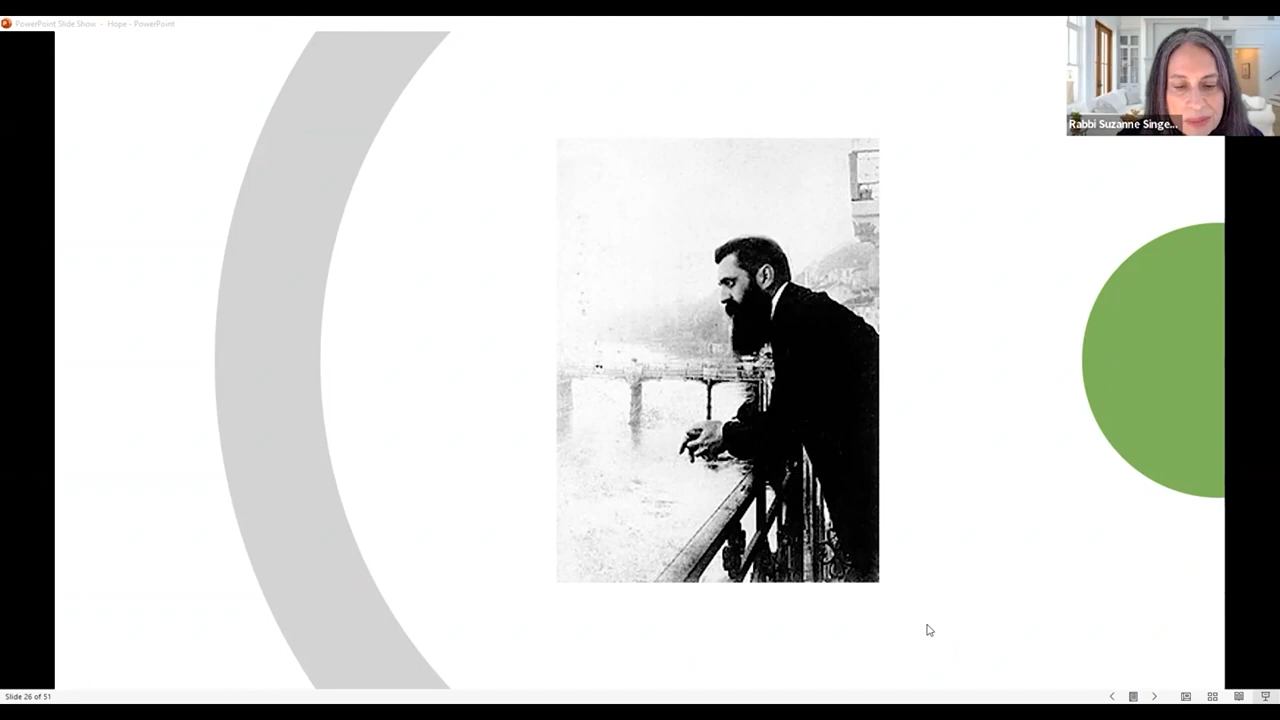 PowerPoint Slide Show - Hope - PowerPoint
Rabbi Suzanne Singe...
Slide 26 of 51